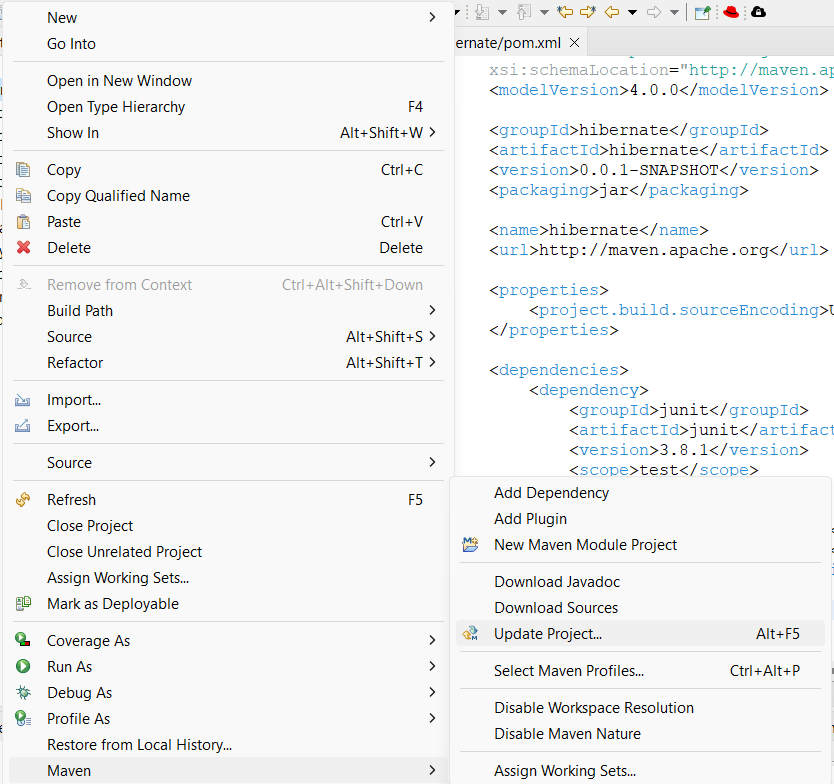 New
Go Into
Open in New Window
Open Type Hierarchy F4
Show In Alt+Shift+W
Copy Ctrl+C
Copy Qualified Name
Paste Ctrl+V
Delete Delete
Remove from Context Ctrl+Alt+Shift+Down
Build Path
Source Alt+Shift+S
Refactor Alt+Shift+T
Import...
Export...
Source
Refresh F5
Close Project
Close Unrelated Project
Assign Working Sets...
Mark as Deployable
Coverage As
Run As
Debug As
Profile As
Restore from Local History...
Maven
ernate/pom.xml
xsi:schemaLocation="http://maven.ap
<modelVersion>4.0.0</modelVersion>
<groupId>hibernate</groupId>
<artifactId>hibernate</artifactId>
<version>0.0.1-SNAPSHOT</version>
<packaging>jar</packaging>
<name>hibernate</name>
<url>http://maven.apache.org</url>
<properties>
<project.build.sourceEncoding>U
</properties>
<dependencies>
<dependency>
<groupId>junit</groupId>
<artifactId>junit</artifact
<version>3.8.1</version>
<scope>test</scope>
Add Dependency
Add Plugin
New Maven Module Project
Download Javadoc
Download Sources
Update Project... Alt+F5
Select Maven Profiles... Ctrl+Alt+P
Disable Workspace Resolution
Disable Maven Nature
Assign Working Sets...